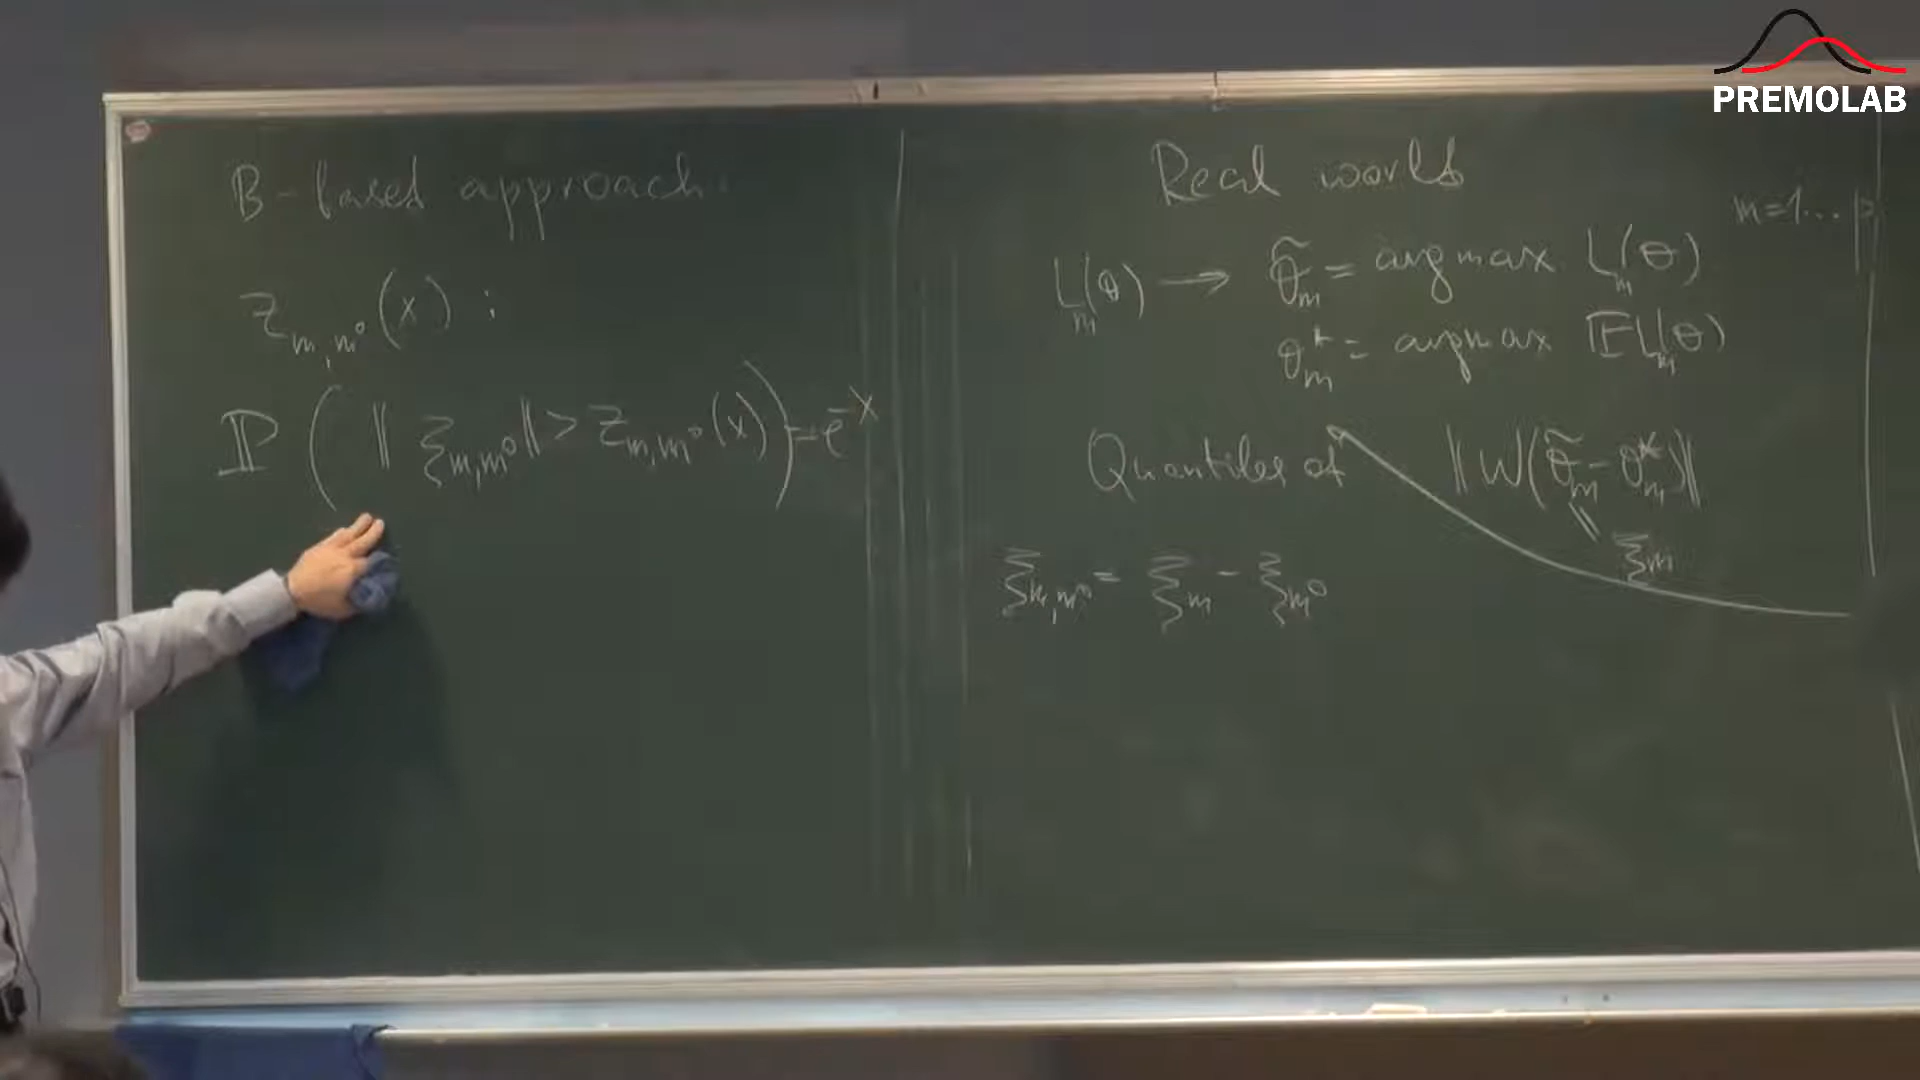 PREMOLAB
B-based approach:
z_{m,m°}(x) :
ℙ ( ‖ ξ_{m,m°} ‖ > z_{m,m°}(x) ) = e^{-x}
Real world
m=1...p
L_m(θ) → θ̃_m = argmax L_m(θ)
θ*_m = argmax 𝔼L_m(θ)
Quantiles of ‖W(θ̃_m - θ*_m)‖
‖
ξ_m
ξ_{m,m°} = ξ_m - ξ_{m°}